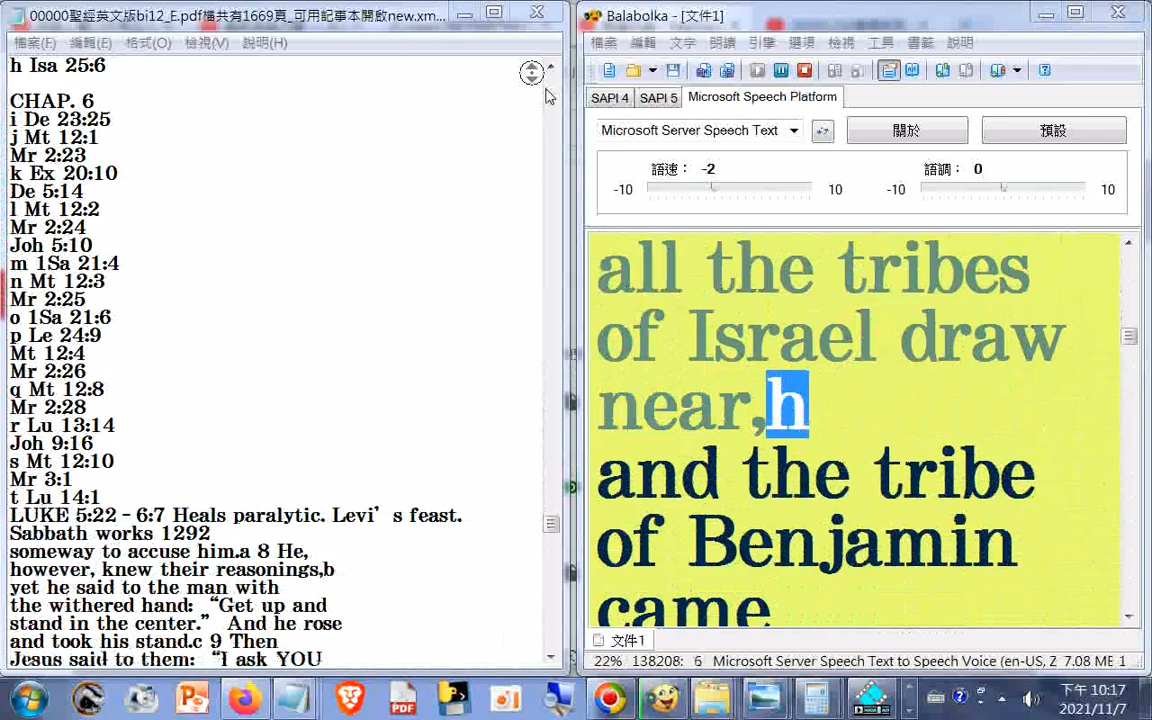 00000聖經英文版bi12_E.pdf檔共有1669頁_可用記事本開啟new.xm...
檔案(F) 編輯(E) 格式(O) 檢視(V) 說明(H)
h Isa 25:6
CHAP. 6
i De 23:25
j Mt 12:1
Mr 2:23
k Ex 20:10
De 5:14
l Mt 12:2
Mr 2:24
Joh 5:10
m 1Sa 21:4
n Mt 12:3
Mr 2:25
o 1Sa 21:6
p Le 24:9
Mt 12:4
Mr 2:26
q Mt 12:8
Mr 2:28
r Lu 13:14
Joh 9:16
s Mt 12:10
Mr 3:1
t Lu 14:1
LUKE 5:22–6:7 Heals paralytic. Levi’s feast.
Sabbath works 1292
someway to accuse him.a 8 He,
however, knew their reasonings,b
yet he said to the man with
the withered hand: “Get up and
stand in the center.” And he rose
and took his stand.c 9 Then
Jesus said to them: “I ask YOU
Balabolka - [文件1]
檔案 編輯 文字 朗讀 引擎 選項 檢視 工具 書籤 說明
SAPI 4 SAPI 5 Microsoft Speech Platform
Microsoft Server Speech Text 關於 預設
語速： -2 語調： 0
-10 10 -10 10
all the tribes
of Israel draw
near,h
and the tribe
of Benjamin
came
文件1
22% 138208: 6 Microsoft Server Speech Text to Speech Voice (en-US, Z 7.08 MB 1
PDF
下午 10:17
2021/11/7